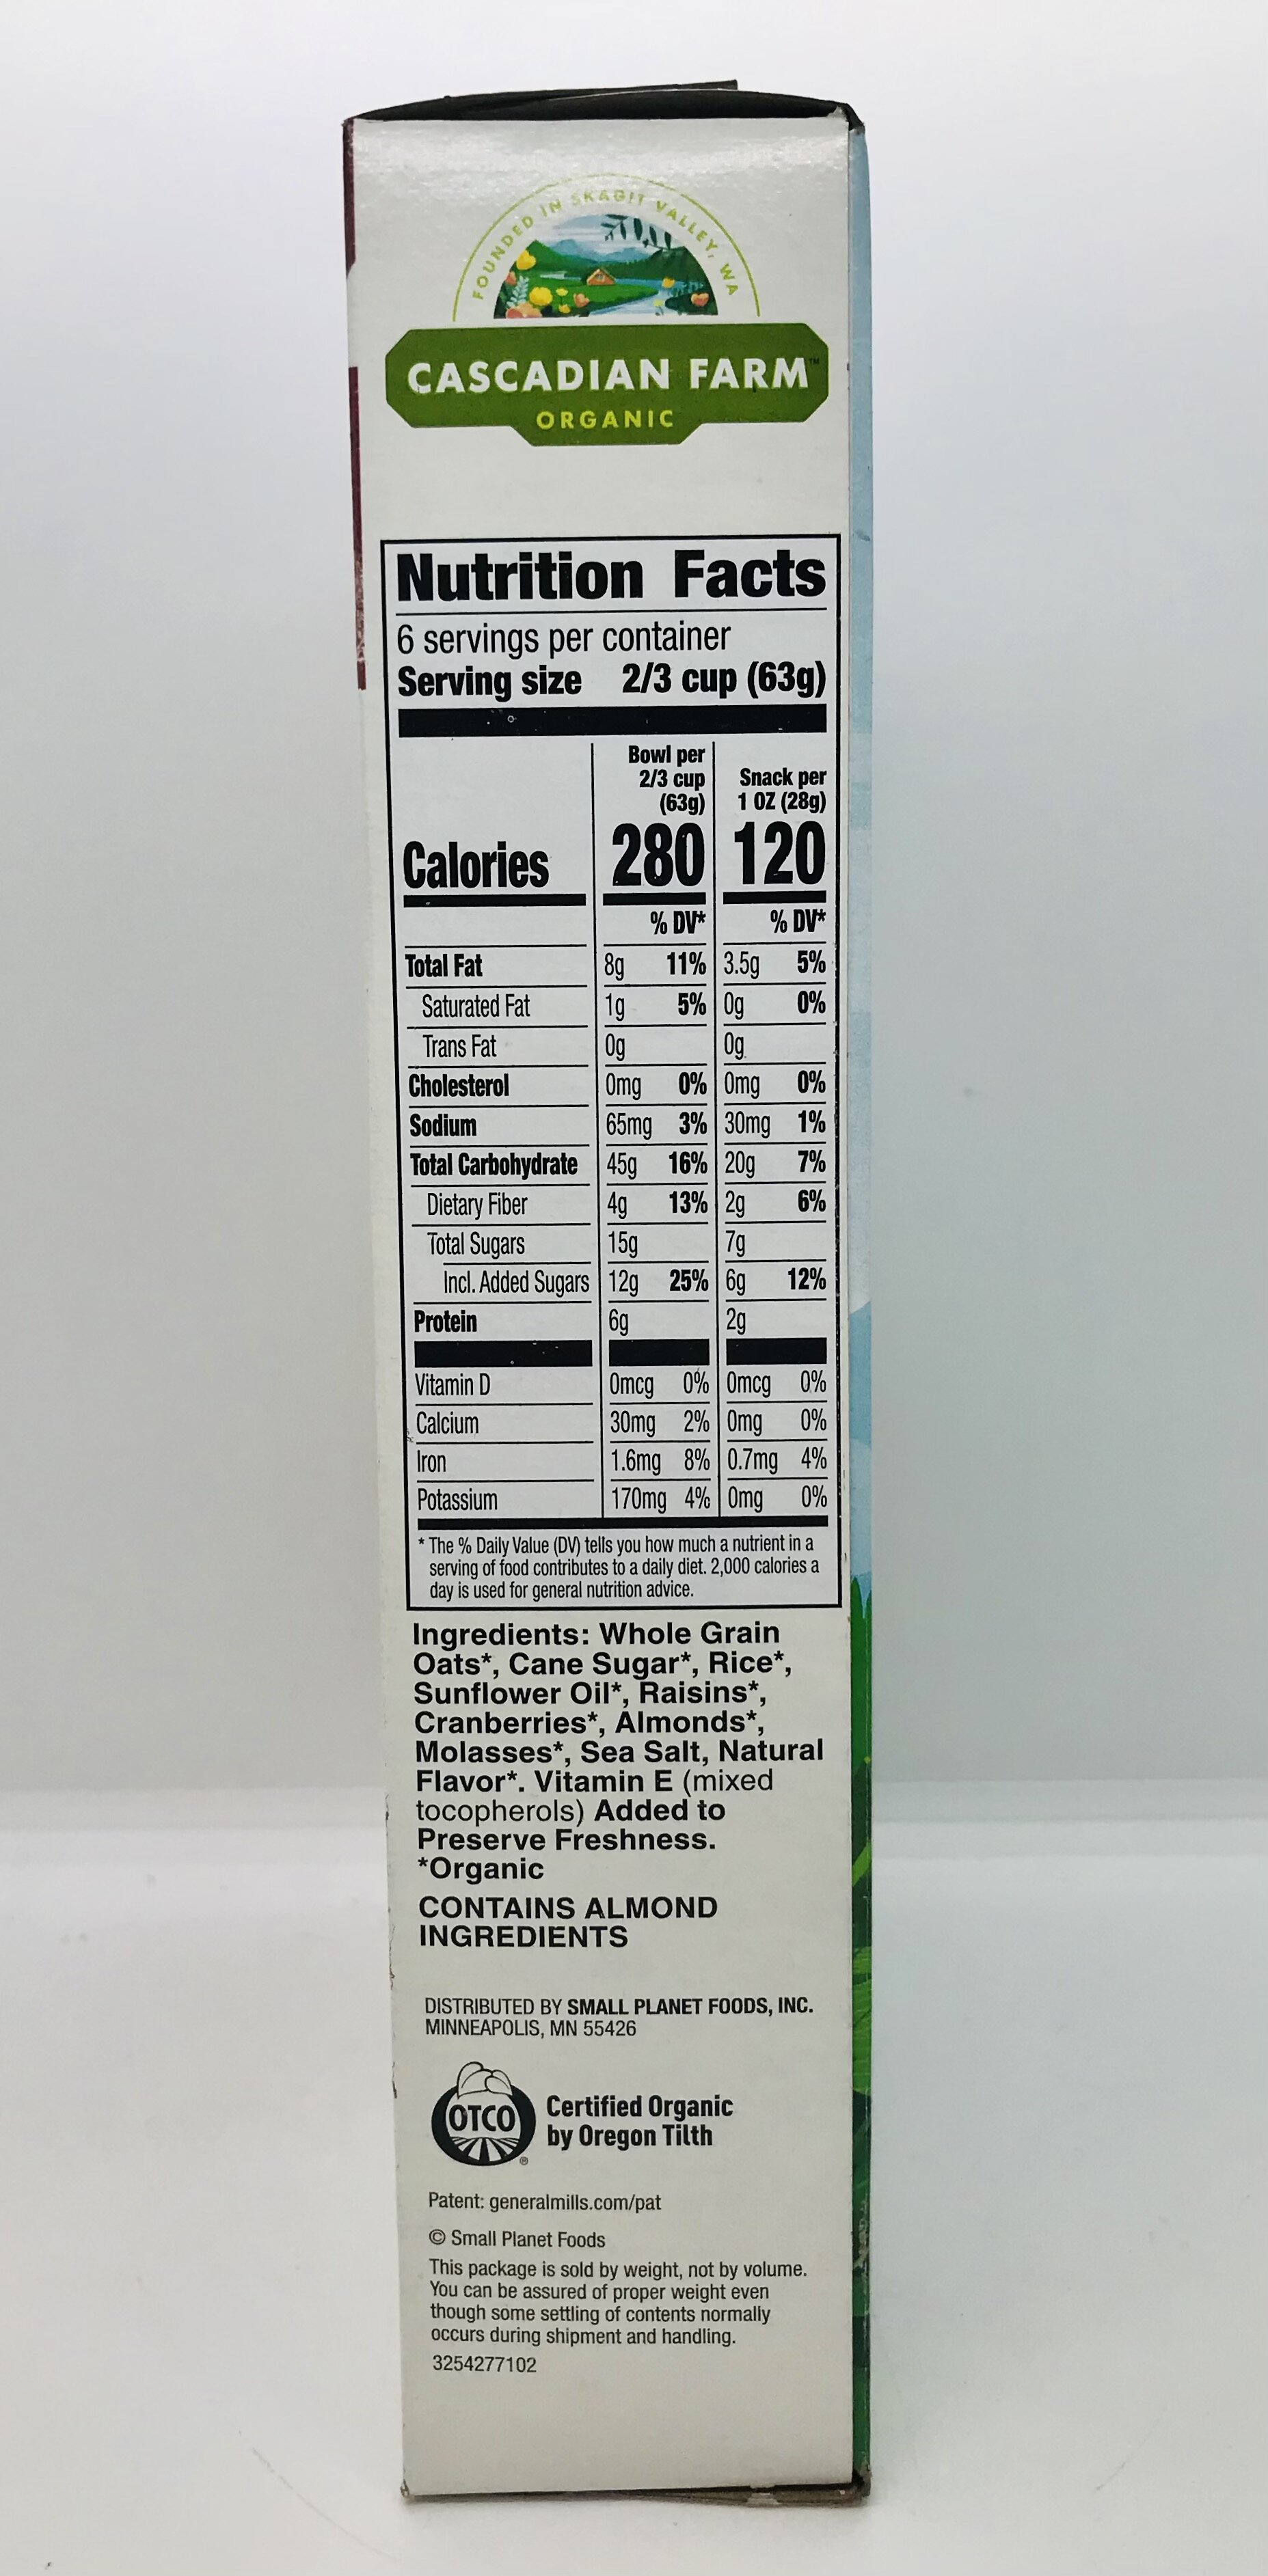 FOUNDED IN SKAGIT VALLEY, WA
CASCADIAN FARM™
ORGANIC
Nutrition Facts
6 servings per container
Serving size 2/3 cup (63g)
Bowl per
2/3 cup
(63g)
Snack per
1 OZ (28g)
Calories 280 120
% DV* % DV*
Total Fat 8g 11% 3.5g 5%
Saturated Fat 1g 5% 0g 0%
Trans Fat 0g 0g
Cholesterol 0mg 0% 0mg 0%
Sodium 65mg 3% 30mg 1%
Total Carbohydrate 45g 16% 20g 7%
Dietary Fiber 4g 13% 2g 6%
Total Sugars 15g 7g
Incl. Added Sugars 12g 25% 6g 12%
Protein 6g 2g
Vitamin D 0mcg 0% 0mcg 0%
Calcium 30mg 2% 0mg 0%
Iron 1.6mg 8% 0.7mg 4%
Potassium 170mg 4% 0mg 0%
* The % Daily Value (DV) tells you how much a nutrient in a
serving of food contributes to a daily diet. 2,000 calories a
day is used for general nutrition advice.
Ingredients: Whole Grain
Oats*, Cane Sugar*, Rice*,
Sunflower Oil*, Raisins*,
Cranberries*, Almonds*,
Molasses*, Sea Salt, Natural
Flavor*. Vitamin E (mixed
tocopherols) Added to
Preserve Freshness.
*Organic
CONTAINS ALMOND
INGREDIENTS
DISTRIBUTED BY SMALL PLANET FOODS, INC.
MINNEAPOLIS, MN 55426
OTCO®
Certified Organic
by Oregon Tilth
Patent: generalmills.com/pat
© Small Planet Foods
This package is sold by weight, not by volume.
You can be assured of proper weight even
though some settling of contents normally
occurs during shipment and handling.
3254277102